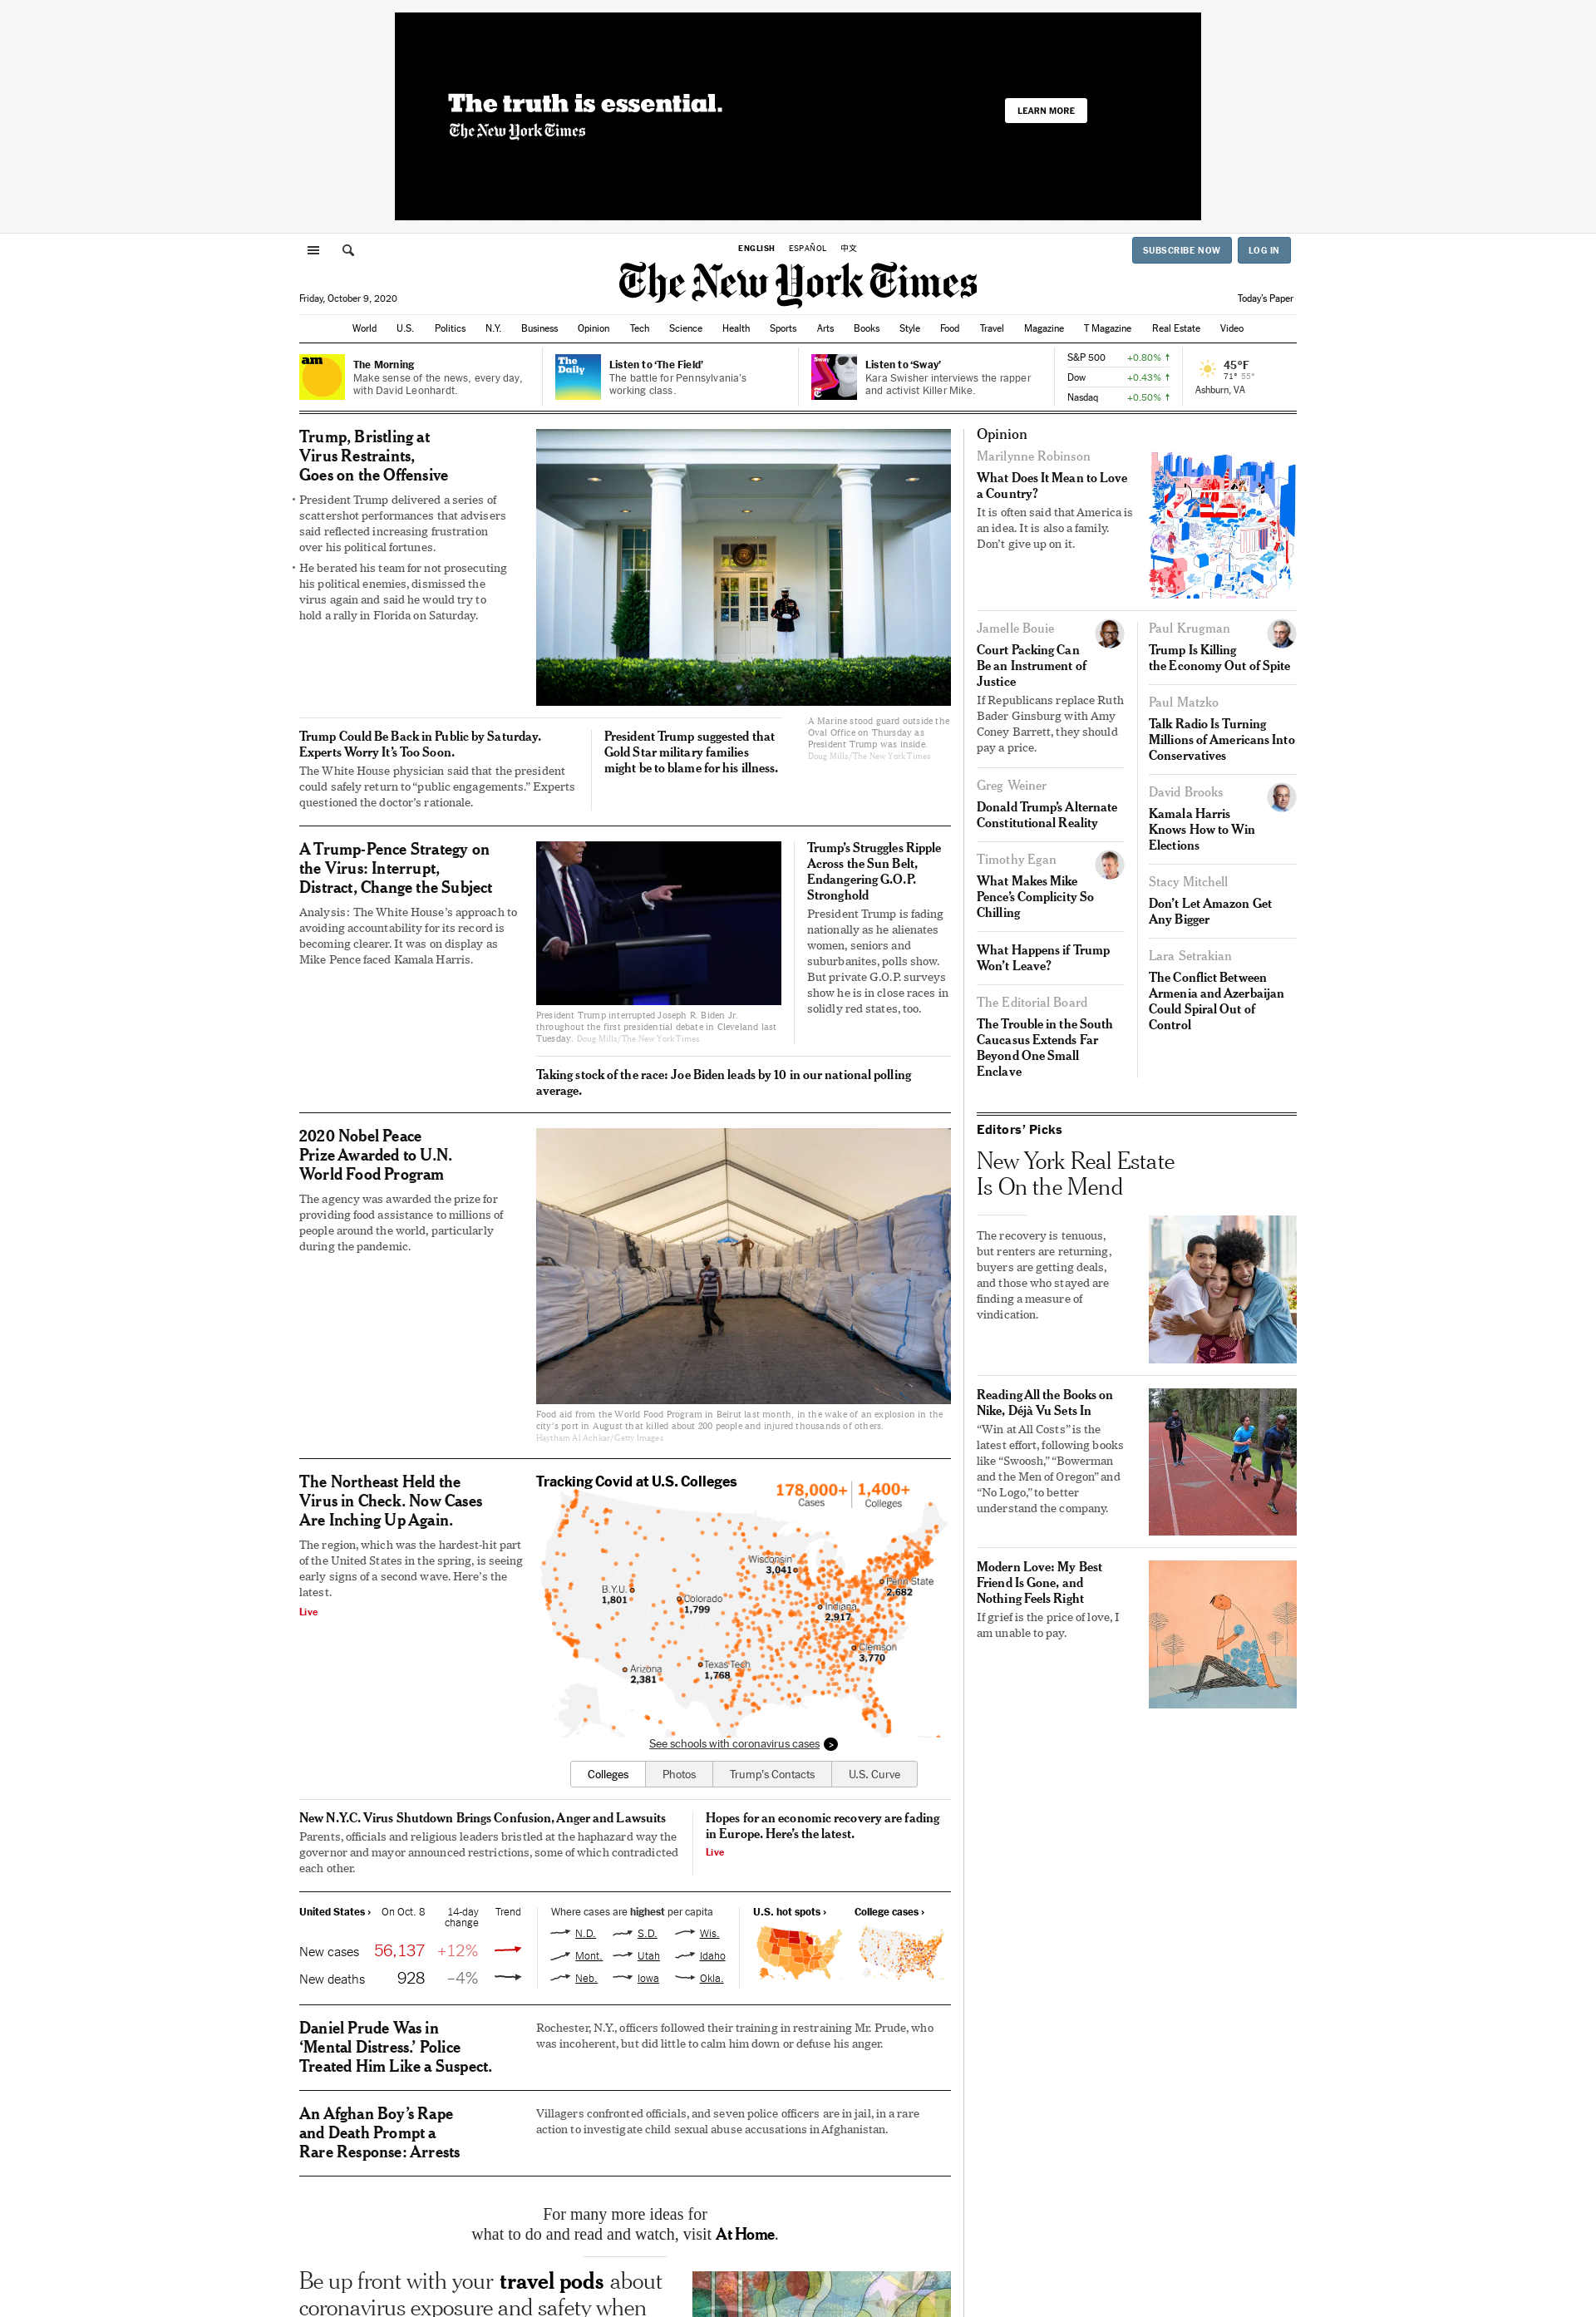 The truth is essential.
The New York Times
LEARN MORE
ENGLISH ESPAÑOL 中文
SUBSCRIBE NOW LOG IN
The New York Times
Friday, October 9, 2020
Today's Paper
World U.S. Politics N.Y. Business Opinion Tech Science Health Sports Arts Books Style Food Travel Magazine T Magazine Real Estate Video
am
The Morning
Make sense of the news, every day,
with David Leonhardt.
The
Daily
Listen to ‘The Field’
The battle for Pennsylvania's
working class.
Sway
Listen to ‘Sway’
Kara Swisher interviews the rapper
and activist Killer Mike.
S&P 500 +0.80% ↑
Dow +0.43% ↑
Nasdaq +0.50% ↑
45°F
71° 55°
Ashburn, VA
Trump, Bristling at
Virus Restraints,
Goes on the Offensive
• President Trump delivered a series of
scattershot performances that advisers
said reflected increasing frustration
over his political fortunes.
• He berated his team for not prosecuting
his political enemies, dismissed the
virus again and said he would try to
hold a rally in Florida on Saturday.
A Marine stood guard outside the
Oval Office on Thursday as
President Trump was inside.
Doug Mills/The New York Times
Trump Could Be Back in Public by Saturday.
Experts Worry It’s Too Soon.
The White House physician said that the president
could safely return to “public engagements.” Experts
questioned the doctor’s rationale.
President Trump suggested that
Gold Star military families
might be to blame for his illness.
A Trump-Pence Strategy on
the Virus: Interrupt,
Distract, Change the Subject
Analysis: The White House’s approach to
avoiding accountability for its record is
becoming clearer. It was on display as
Mike Pence faced Kamala Harris.
President Trump interrupted Joseph R. Biden Jr.
throughout the first presidential debate in Cleveland last
Tuesday. Doug Mills/The New York Times
Trump’s Struggles Ripple
Across the Sun Belt,
Endangering G.O.P.
Stronghold
President Trump is fading
nationally as he alienates
women, seniors and
suburbanites, polls show.
But private G.O.P. surveys
show he is in close races in
solidly red states, too.
Taking stock of the race: Joe Biden leads by 10 in our national polling
average.
2020 Nobel Peace
Prize Awarded to U.N.
World Food Program
The agency was awarded the prize for
providing food assistance to millions of
people around the world, particularly
during the pandemic.
Food aid from the World Food Program in Beirut last month, in the wake of an explosion in the
city’s port in August that killed about 200 people and injured thousands of others.
Haytham Al Achkar/Getty Images
The Northeast Held the
Virus in Check. Now Cases
Are Inching Up Again.
The region, which was the hardest-hit part
of the United States in the spring, is seeing
early signs of a second wave. Here’s the
latest.
Live
Tracking Covid at U.S. Colleges
178,000+ 1,400+
Cases Colleges
Wisconsin
3,041
Penn State
2,682
B.Y.U.
1,801
Colorado
1,799
Indiana
2,917
Clemson
3,770
Arizona
2,381
Texas Tech
1,768
See schools with coronavirus cases >
Colleges Photos Trump's Contacts U.S. Curve
New N.Y.C. Virus Shutdown Brings Confusion, Anger and Lawsuits
Parents, officials and religious leaders bristled at the haphazard way the
governor and mayor announced restrictions, some of which contradicted
each other.
Hopes for an economic recovery are fading
in Europe. Here’s the latest.
Live
United States › On Oct. 8 14-day Trend
change
New cases 56,137 +12%
New deaths 928 –4%
Where cases are highest per capita
N.D. S.D. Wis.
Mont. Utah Idaho
Neb. Iowa Okla.
U.S. hot spots › College cases ›
Daniel Prude Was in
‘Mental Distress.’ Police
Treated Him Like a Suspect.
Rochester, N.Y., officers followed their training in restraining Mr. Prude, who
was incoherent, but did little to calm him down or defuse his anger.
An Afghan Boy’s Rape
and Death Prompt a
Rare Response: Arrests
Villagers confronted officials, and seven police officers are in jail, in a rare
action to investigate child sexual abuse accusations in Afghanistan.
For many more ideas for
what to do and read and watch, visit At Home.
Be up front with your travel pods about
coronavirus exposure and safety when
Opinion
Marilynne Robinson
What Does It Mean to Love
a Country?
It is often said that America is
an idea. It is also a family.
Don’t give up on it.
Jamelle Bouie
Court Packing Can
Be an Instrument of
Justice
If Republicans replace Ruth
Bader Ginsburg with Amy
Coney Barrett, they should
pay a price.
Greg Weiner
Donald Trump’s Alternate
Constitutional Reality
Timothy Egan
What Makes Mike
Pence’s Complicity So
Chilling
What Happens if Trump
Won’t Leave?
The Editorial Board
The Trouble in the South
Caucasus Extends Far
Beyond One Small
Enclave
Paul Krugman
Trump Is Killing
the Economy Out of Spite
Paul Matzko
Talk Radio Is Turning
Millions of Americans Into
Conservatives
David Brooks
Kamala Harris
Knows How to Win
Elections
Stacy Mitchell
Don’t Let Amazon Get
Any Bigger
Lara Setrakian
The Conflict Between
Armenia and Azerbaijan
Could Spiral Out of
Control
Editors’ Picks
New York Real Estate
Is On the Mend
The recovery is tenuous,
but renters are returning,
buyers are getting deals,
and those who stayed are
finding a measure of
vindication.
Reading All the Books on
Nike, Déjà Vu Sets In
“Win at All Costs” is the
latest effort, following books
like “Swoosh,” “Bowerman
and the Men of Oregon” and
“No Logo,” to better
understand the company.
Modern Love: My Best
Friend Is Gone, and
Nothing Feels Right
If grief is the price of love, I
am unable to pay.